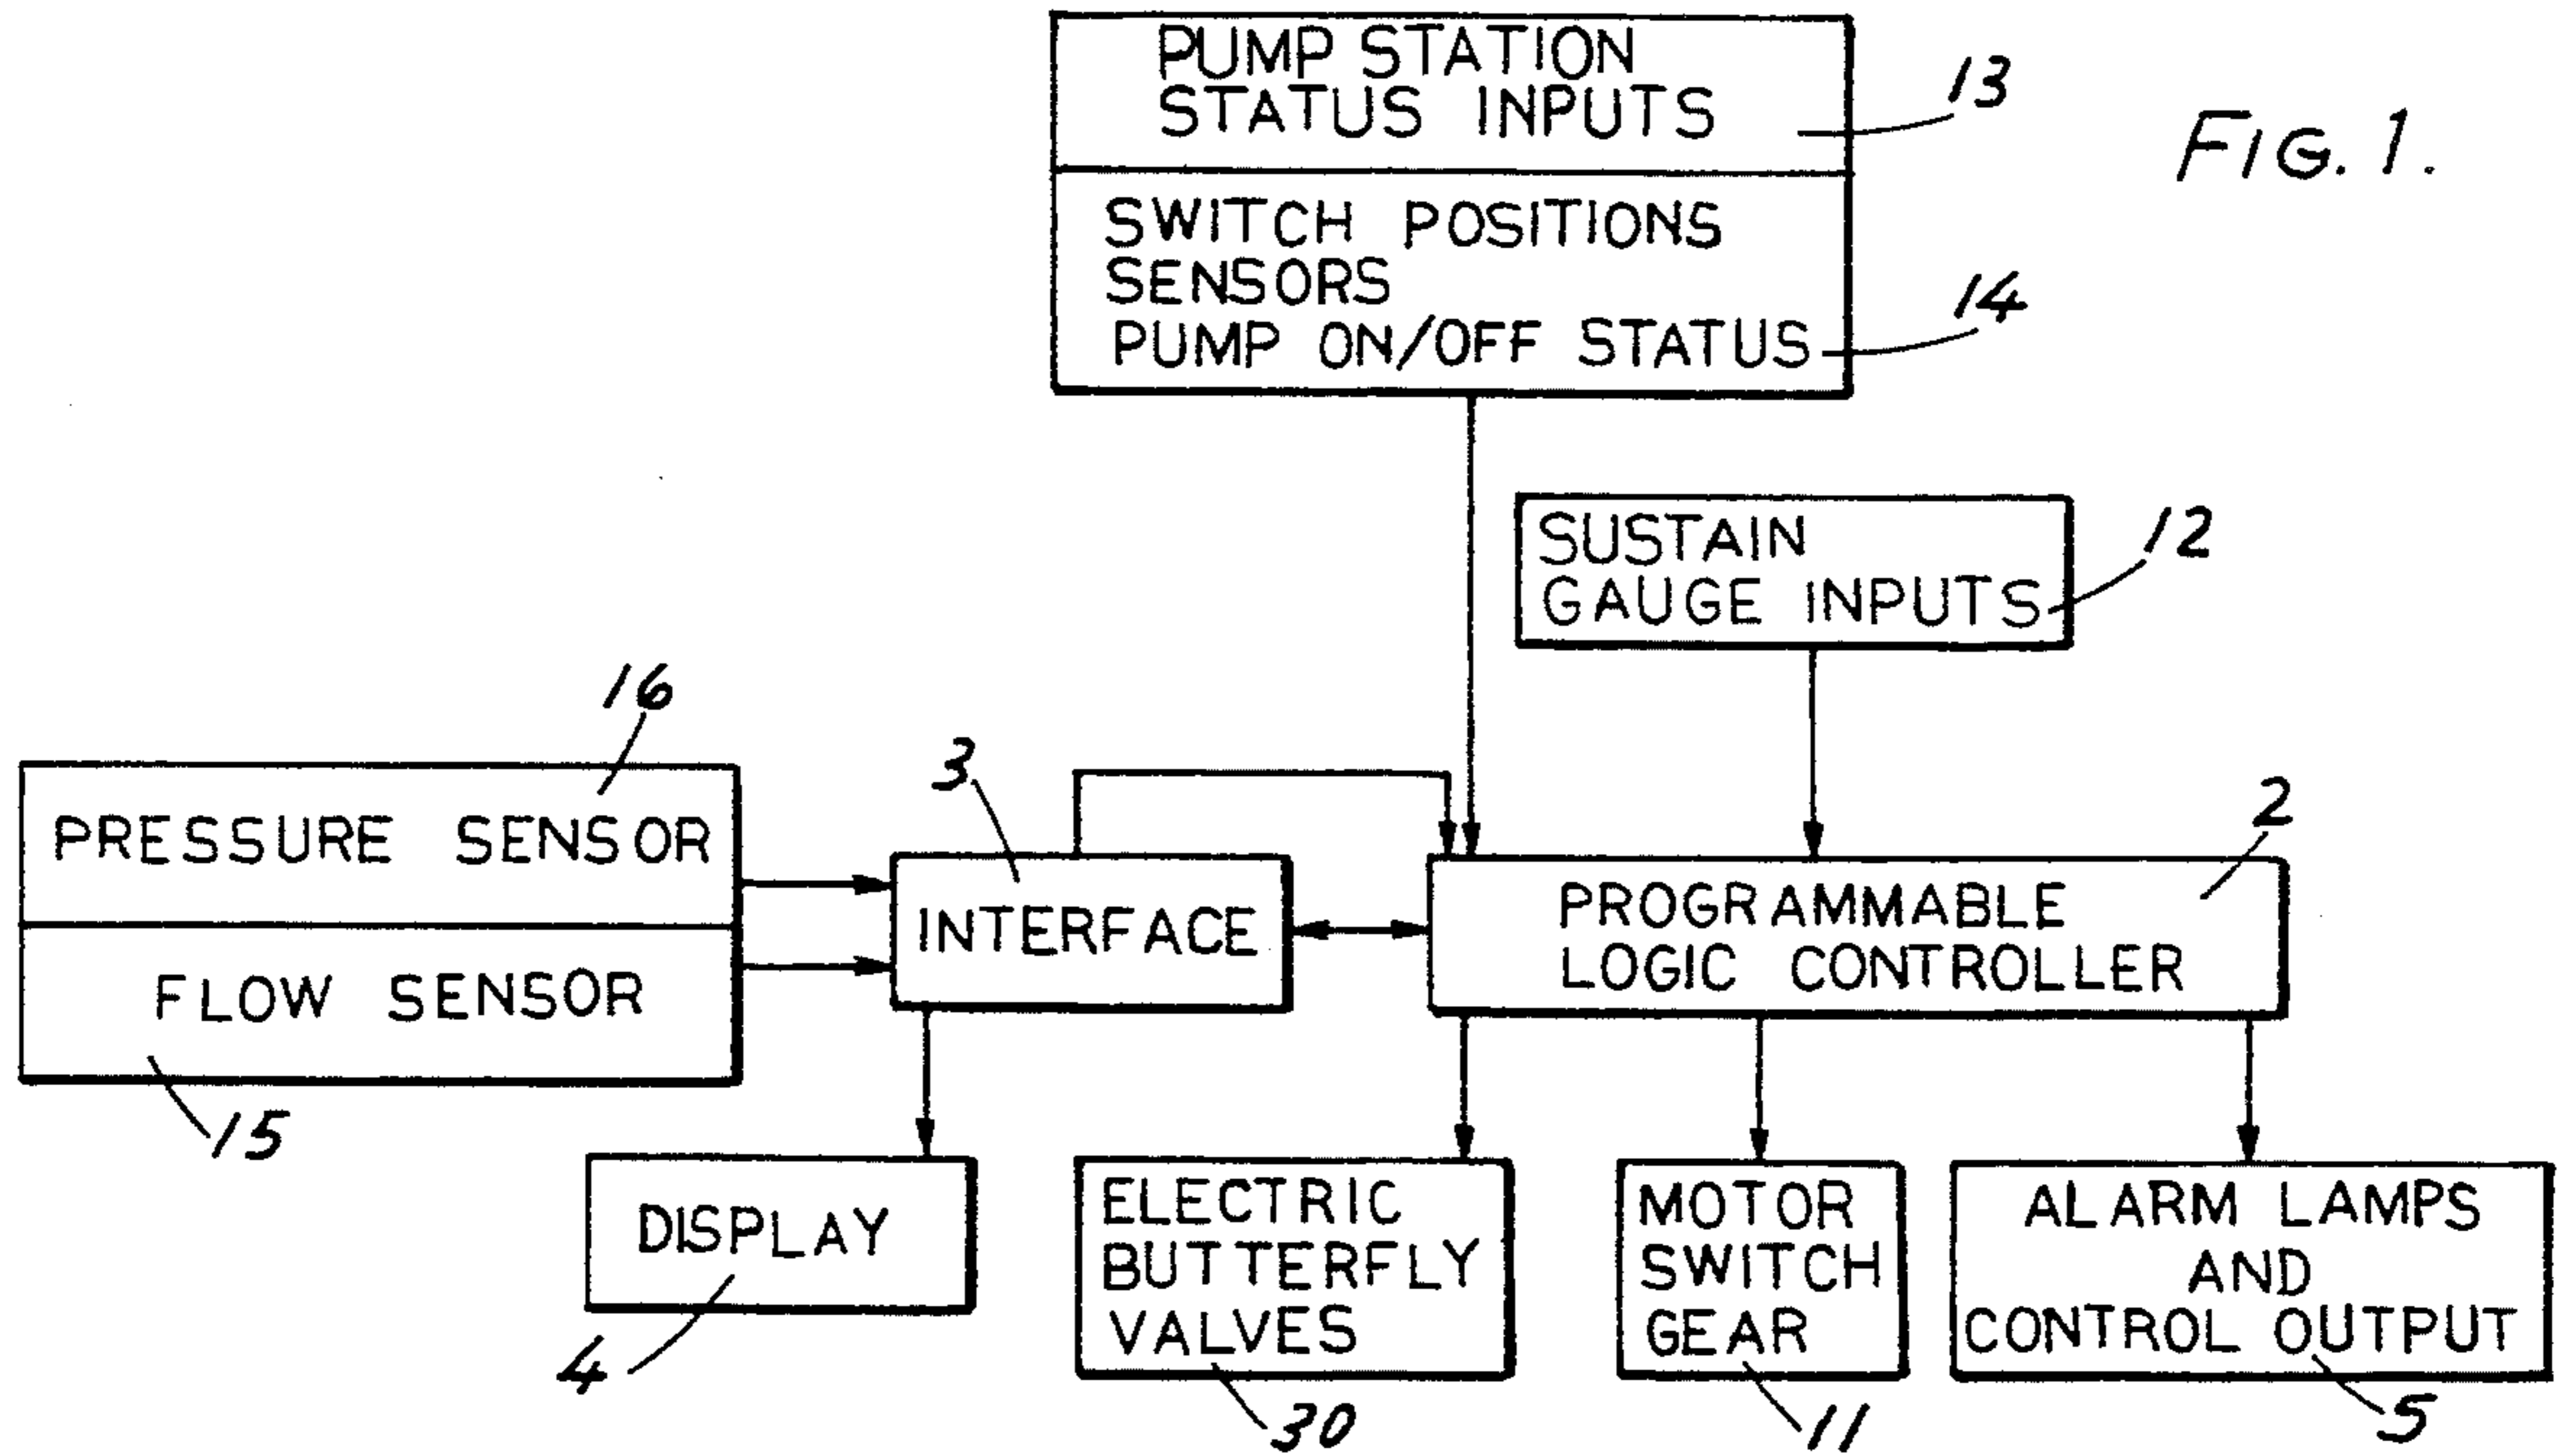 PUMP STATION
STATUS INPUTS
13
FIG. 1.
SWITCH POSITIONS
SENSORS
PUMP ON/OFF STATUS
14
SUSTAIN
GAUGE INPUTS
12
16
PRESSURE SENSOR
FLOW SENSOR
15
3
INTERFACE
2
PROGRAMMABLE
LOGIC CONTROLLER
DISPLAY
4
ELECTRIC
BUTTERFLY
VALVES
30
MOTOR
SWITCH
GEAR
11
ALARM LAMPS
AND
CONTROL OUTPUT
5